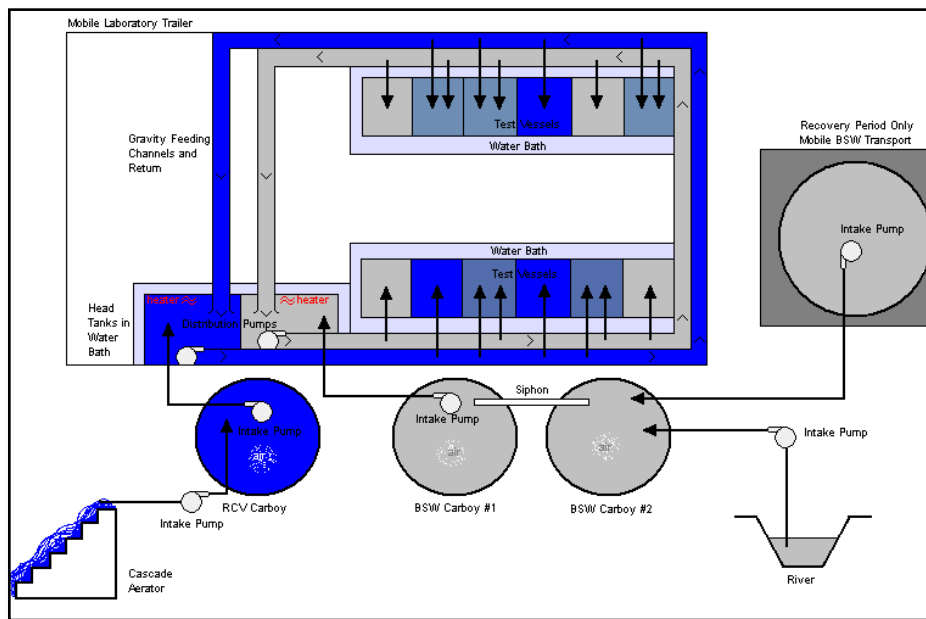 Mobile Laboratory Trailer
Gravity Feeding
Channels and
Return
Test Vessels
Water Bath
Recovery Period Only
Mobile BSW Transport
Intake Pump
Water Bath
Test Vessels
heater
heater
Head
Tanks in
Water
Bath
Distribution Pumps
Siphon
Intake Pump
Intake Pump
Intake Pump
air
air
air
Intake Pump
RCV Carboy
BSW Carboy #1
BSW Carboy #2
Cascade
Aerator
River